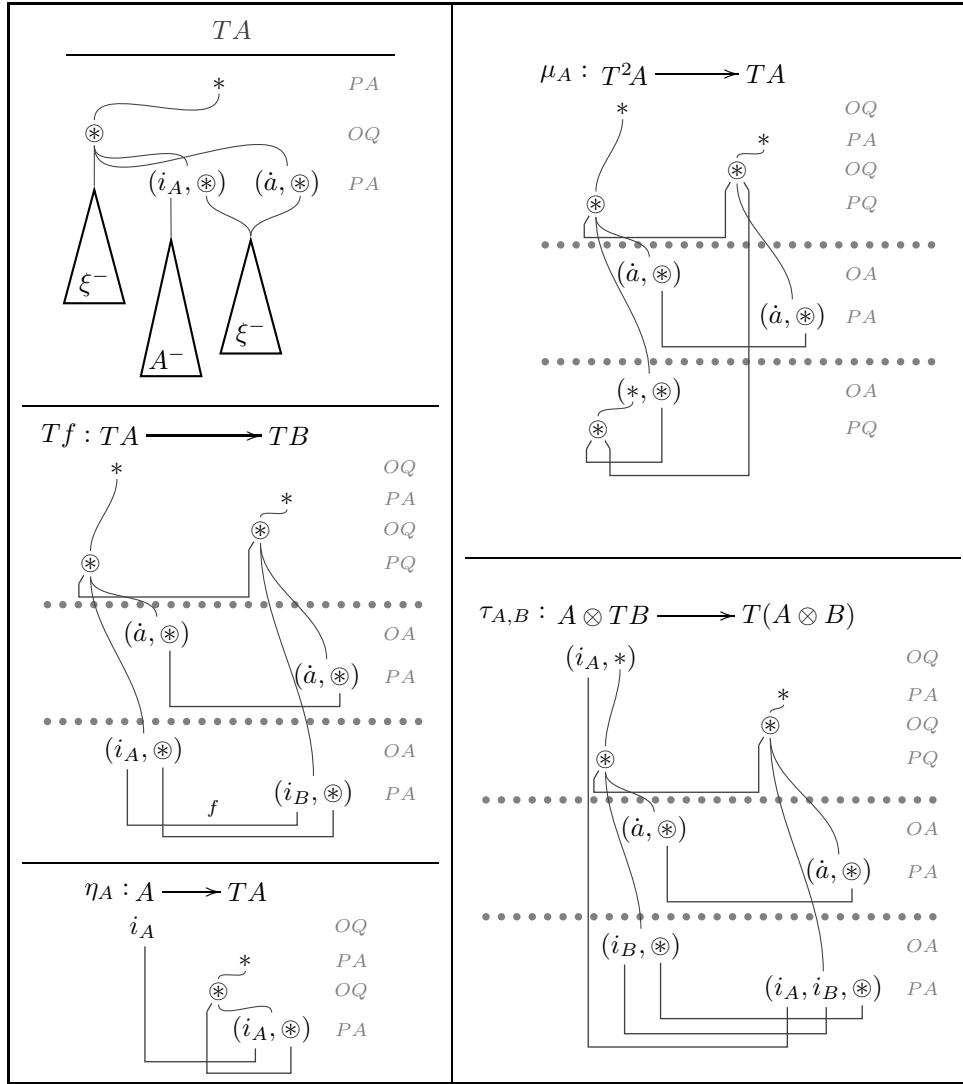 TA
* PA
⊛ OQ
(i_A, ⊛) (ȧ, ⊛) PA
ξ⁻
A⁻
ξ⁻
Tf : TA ⟶ TB
* OQ
* PA
⊛ OQ
⊛ PQ
(ȧ, ⊛) OA
(ȧ, ⊛) PA
(i_A, ⊛) OA
(i_B, ⊛) PA
f
η_A : A ⟶ TA
i_A OQ
* PA
⊛ OQ
(i_A, ⊛) PA
μ_A : T²A ⟶ TA
* OQ
* PA
⊛ OQ
⊛ PQ
(ȧ, ⊛) OA
(ȧ, ⊛) PA
(*, ⊛) OA
⊛ PQ
τ_{A,B} : A ⊗ TB ⟶ T(A ⊗ B)
(i_A, *) OQ
* PA
⊛ OQ
⊛ PQ
(ȧ, ⊛) OA
(ȧ, ⊛) PA
(i_B, ⊛) OA
(i_A, i_B, ⊛) PA